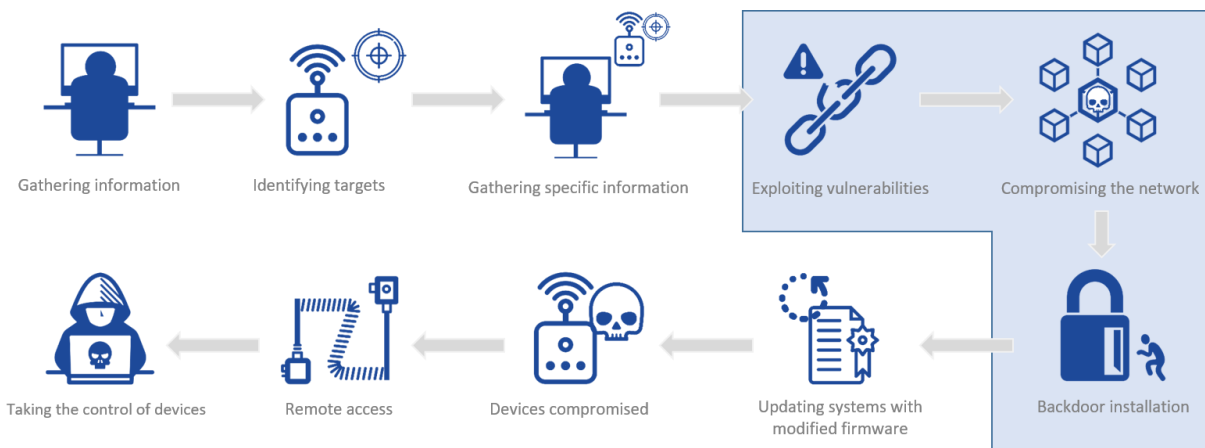 Gathering information
Identifying targets
Gathering specific information
Exploiting vulnerabilities
Compromising the network
Backdoor installation
Updating systems with
modified firmware
Devices compromised
Remote access
Taking the control of devices